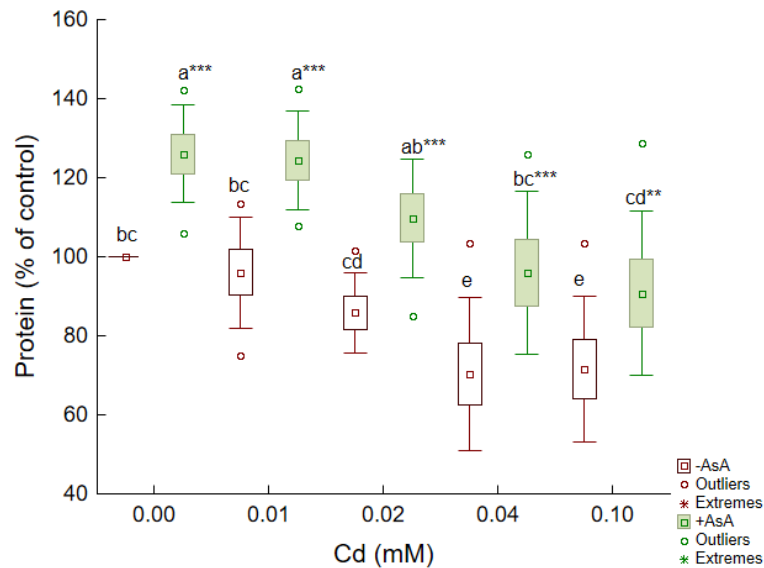 160
140
120
100
80
60
40
Protein (% of control)
a***
a***
ab***
bc
bc
bc***
cd**
cd
e
e
0.00
0.01
0.02
0.04
0.10
Cd (mM)
-AsA
Outliers
Extremes
+AsA
Outliers
Extremes